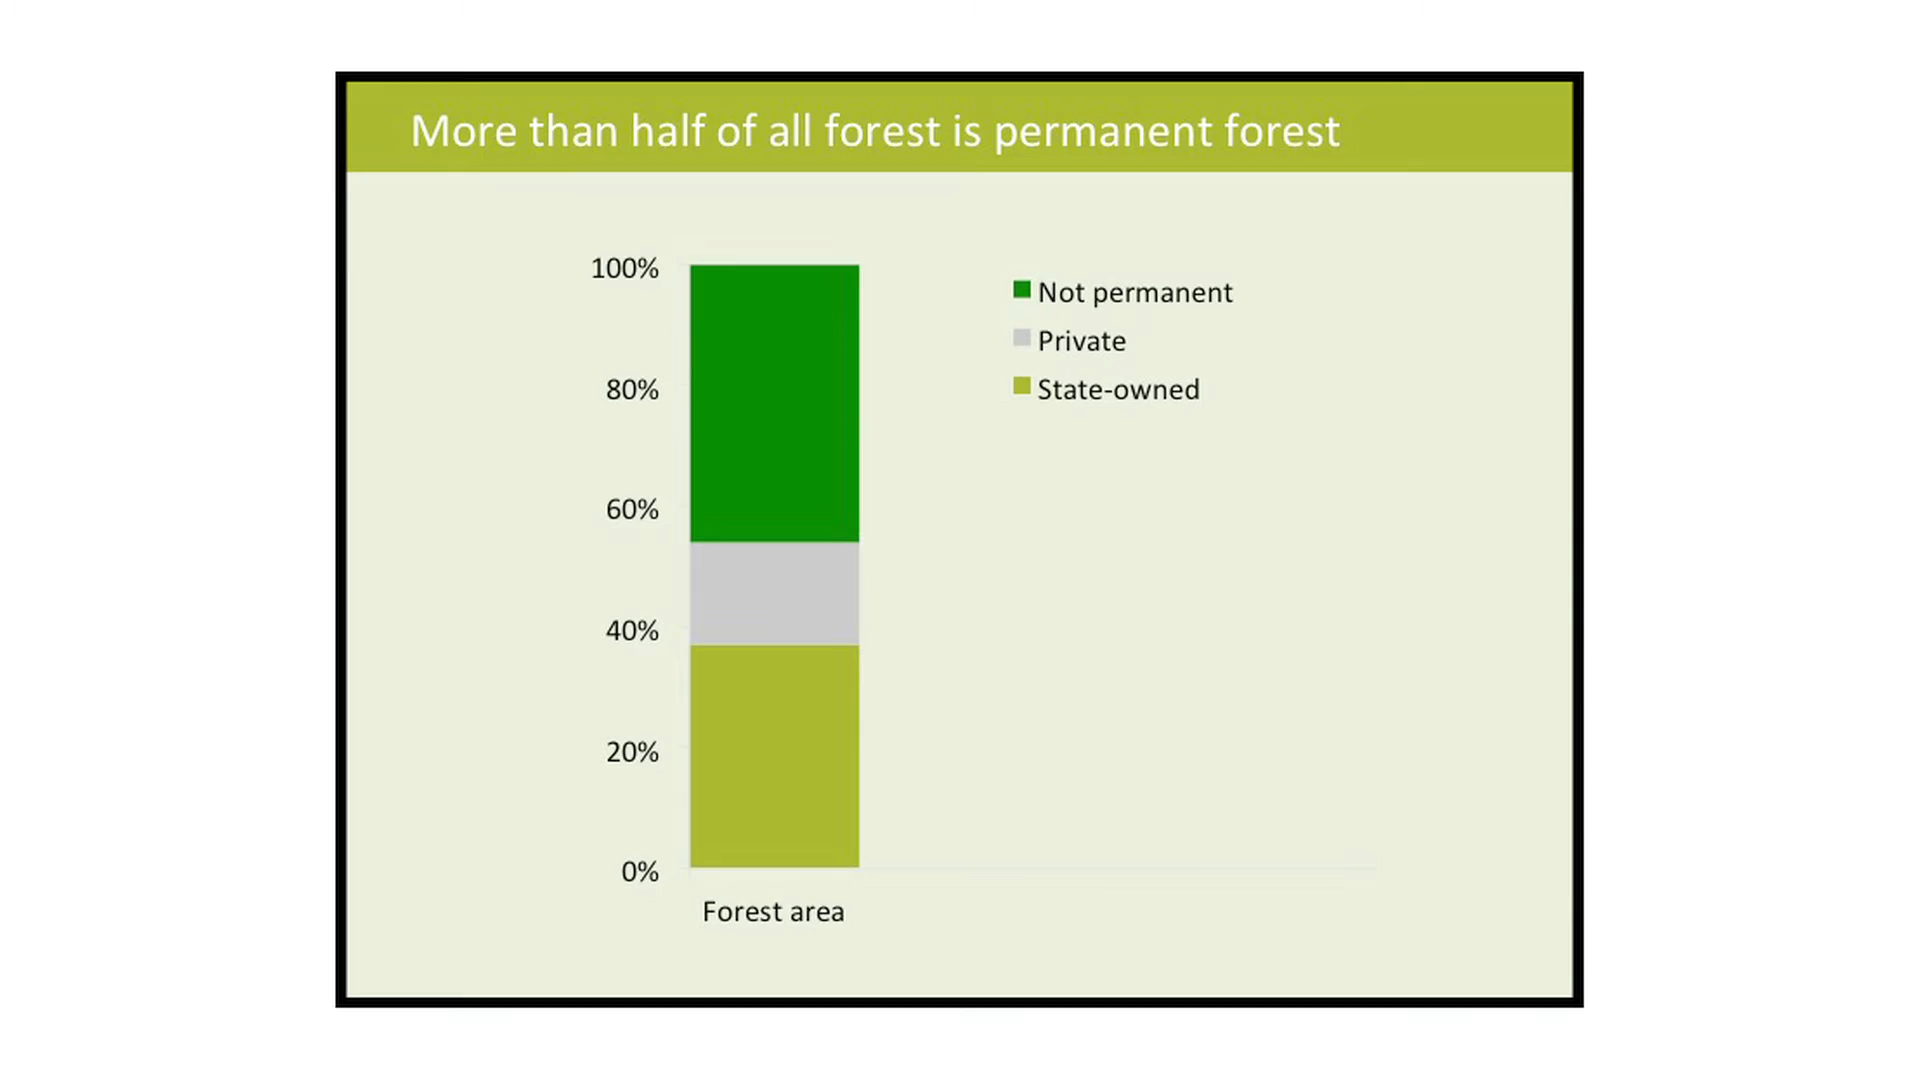 More than half of all forest is permanent forest
100%
80%
60%
40%
20%
0%
Forest area
Not permanent
Private
State-owned